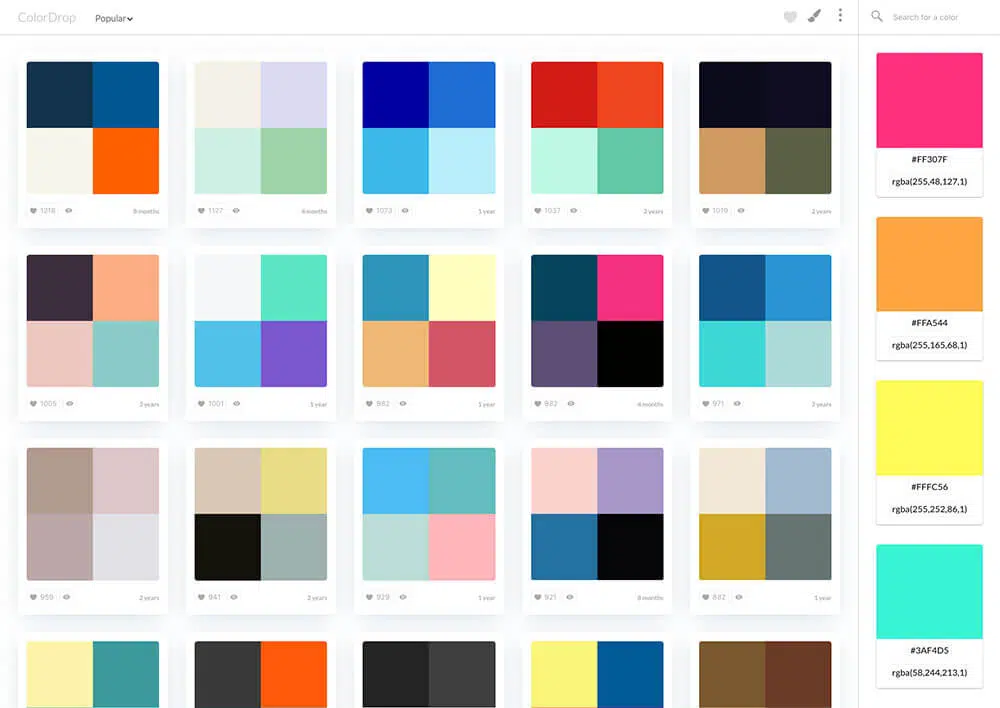 ColorDrop
Popular
Search for a color
1218
9 months
1127
6 months
1073
1 year
1037
2 years
1019
2 years
1005
3 years
1001
1 year
982
1 year
882
4 months
971
3 years
959
2 years
941
2 years
929
1 year
921
8 months
882
1 year
#FF307F
rgba(255,48,127,1)
#FFA544
rgba(255,165,68,1)
#FFFC56
rgba(255,252,86,1)
#3AF4D5
rgba(58,244,213,1)